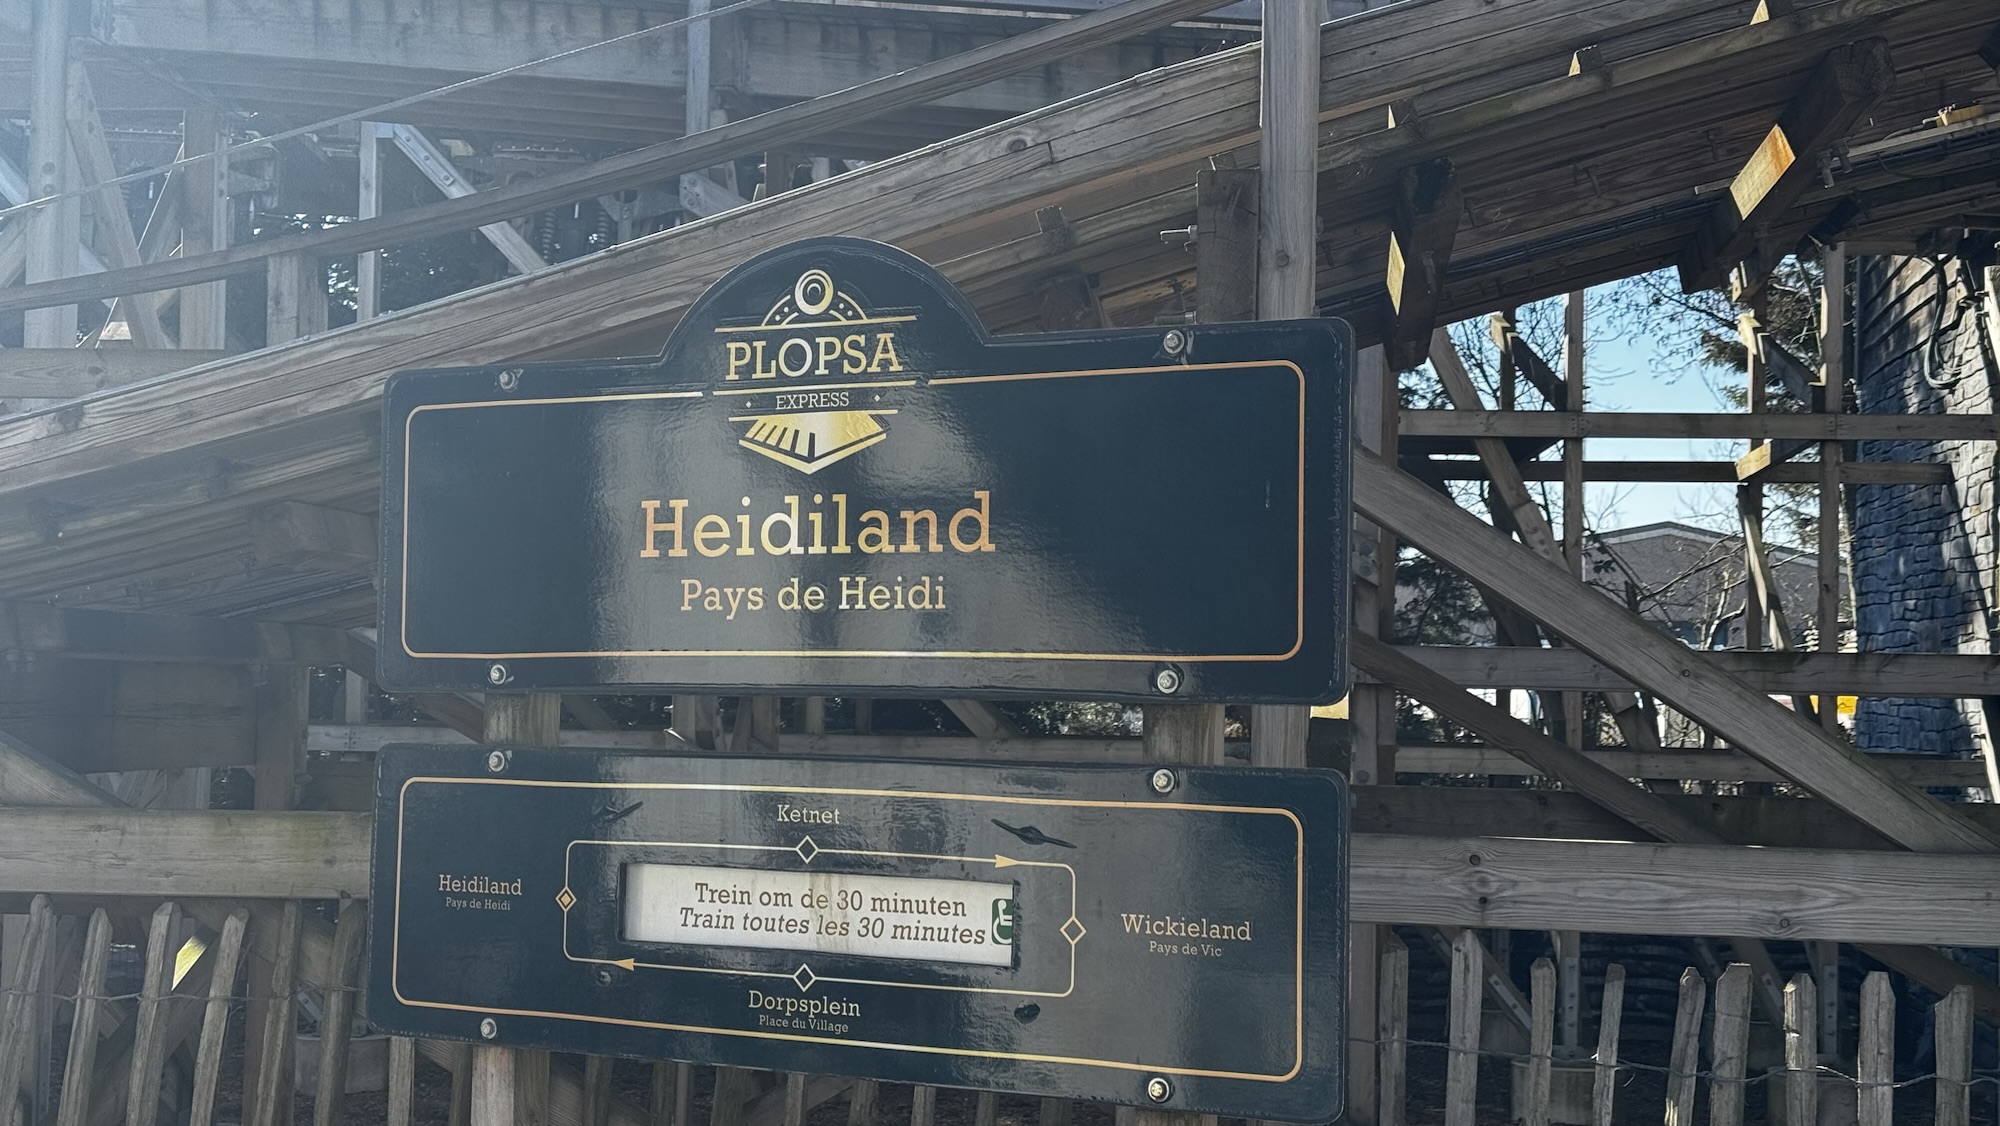 PLOPSA
EXPRESS
Heidiland
Pays de Heidi
Ketnet
Heidiland
Pays de Heidi
Trein om de 30 minuten
Train toutes les 30 minutes
Wickieland
Pays de Vic
Dorpsplein
Place du Village